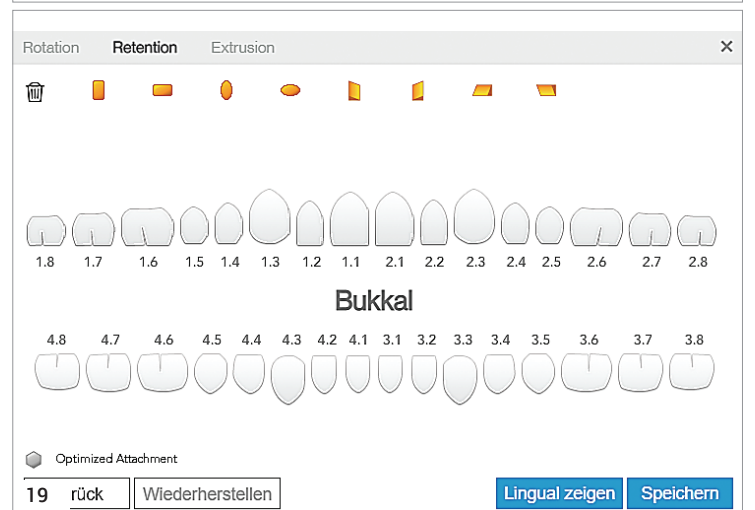 Rotation Retention Extrusion ×
1.8 1.7 1.6 1.5 1.4 1.3 1.2 1.1 2.1 2.2 2.3 2.4 2.5 2.6 2.7 2.8
Bukkal
4.8 4.7 4.6 4.5 4.4 4.3 4.2 4.1 3.1 3.2 3.3 3.4 3.5 3.6 3.7 3.8
Optimized Attachment
19 rück Wiederherstellen Lingual zeigen Speichern